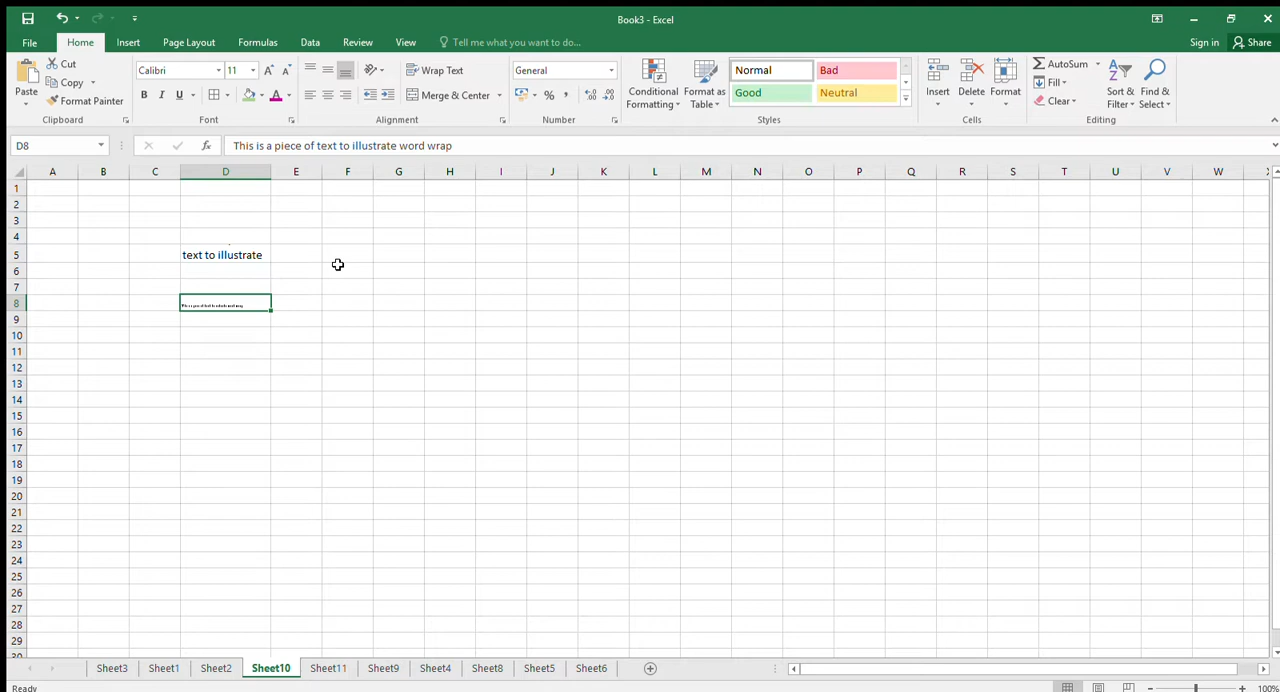 Book3 - Excel
File Home Insert Page Layout Formulas Data Review View Tell me what you want to do... Sign in Share
Paste Cut Copy Format Painter Clipboard
Calibri 11 A A B I U A Font
Wrap Text Merge & Center Alignment
General % , Number
Conditional Formatting Format as Table Normal Bad Good Neutral Styles
Insert Delete Format Cells
AutoSum Fill Clear Sort & Filter Find & Select Editing
D8 fx This is a piece of text to illustrate word wrap
A B C D E F G H I J K L M N O P Q R S T U V W
1
2
3
4
5 text to illustrate
6
7
8
9
10
11
12
13
14
15
16
17
18
19
20
21
22
23
24
25
26
27
28
29
30
Sheet3 Sheet1 Sheet2 Sheet10 Sheet11 Sheet9 Sheet4 Sheet8 Sheet5 Sheet6
Ready 100%